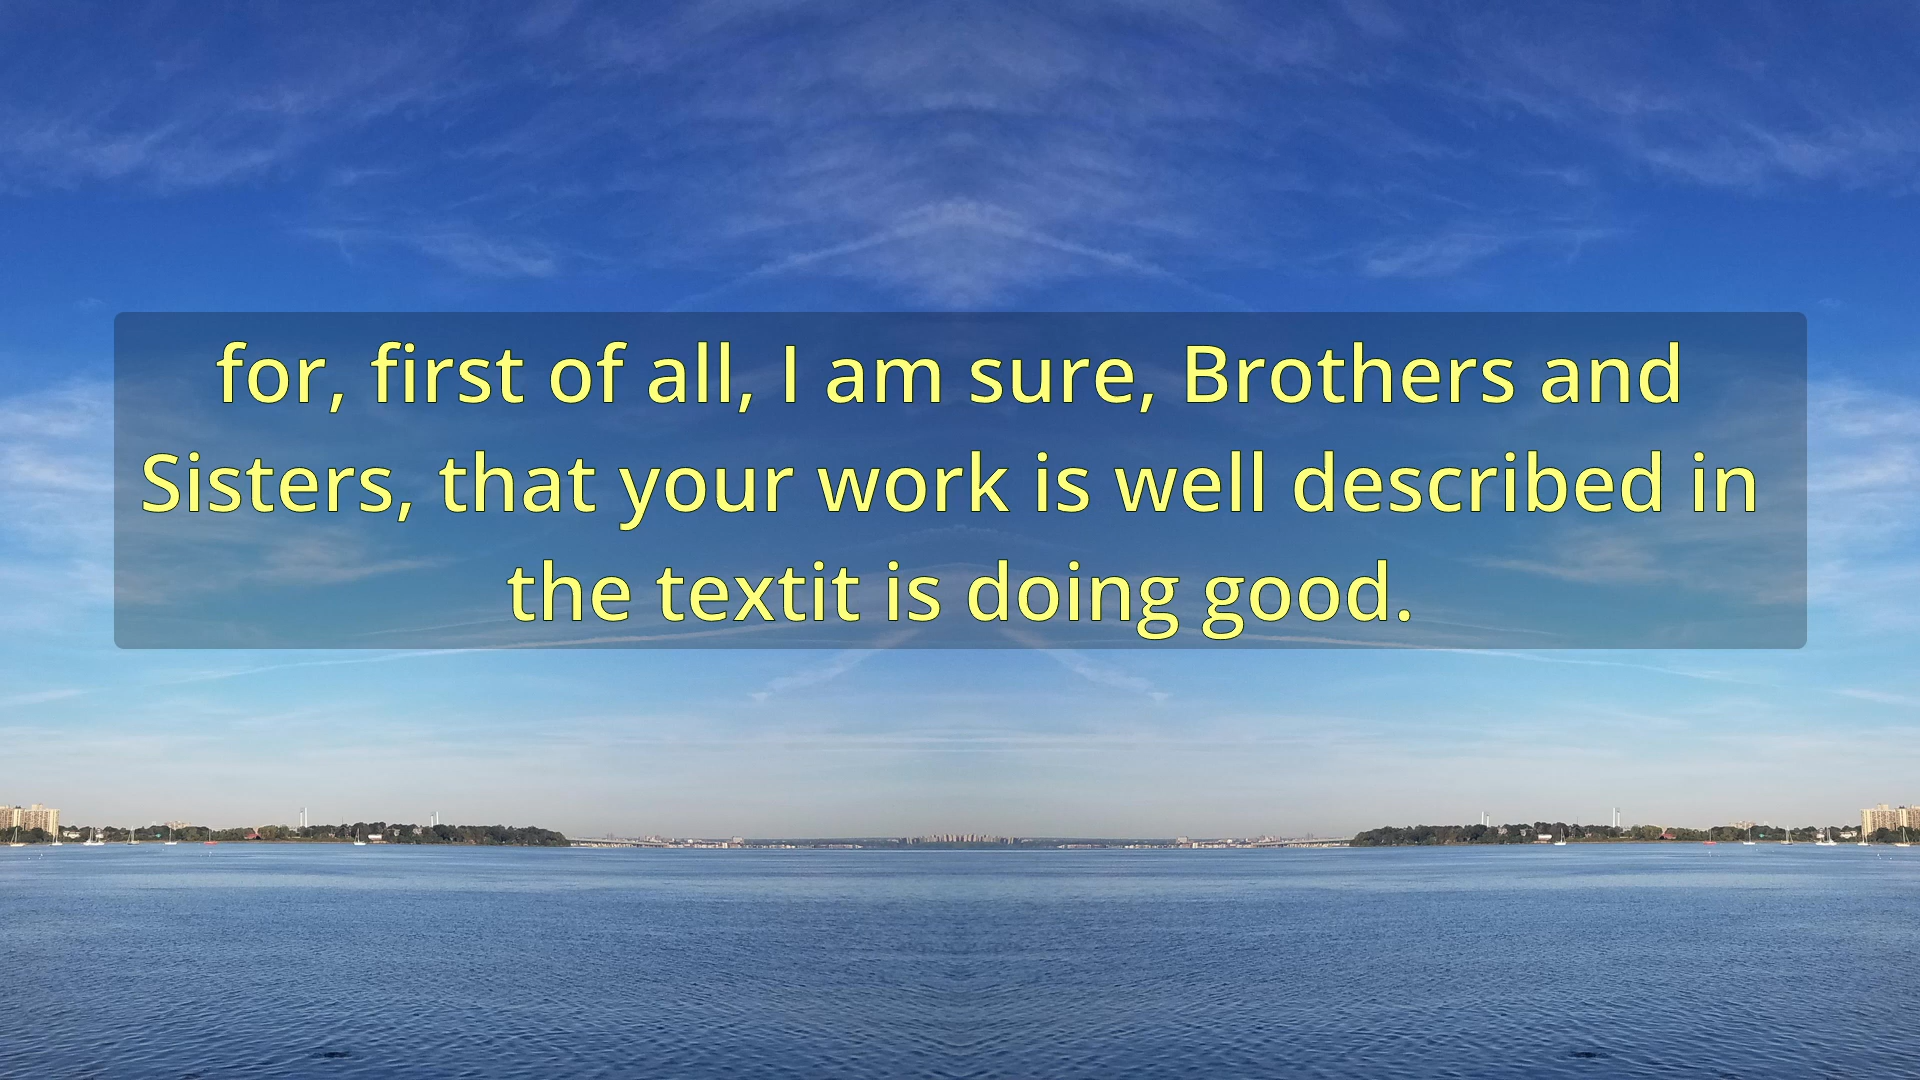 for, first of all, I am sure, Brothers and
Sisters, that your work is well described in
the textit is doing good.